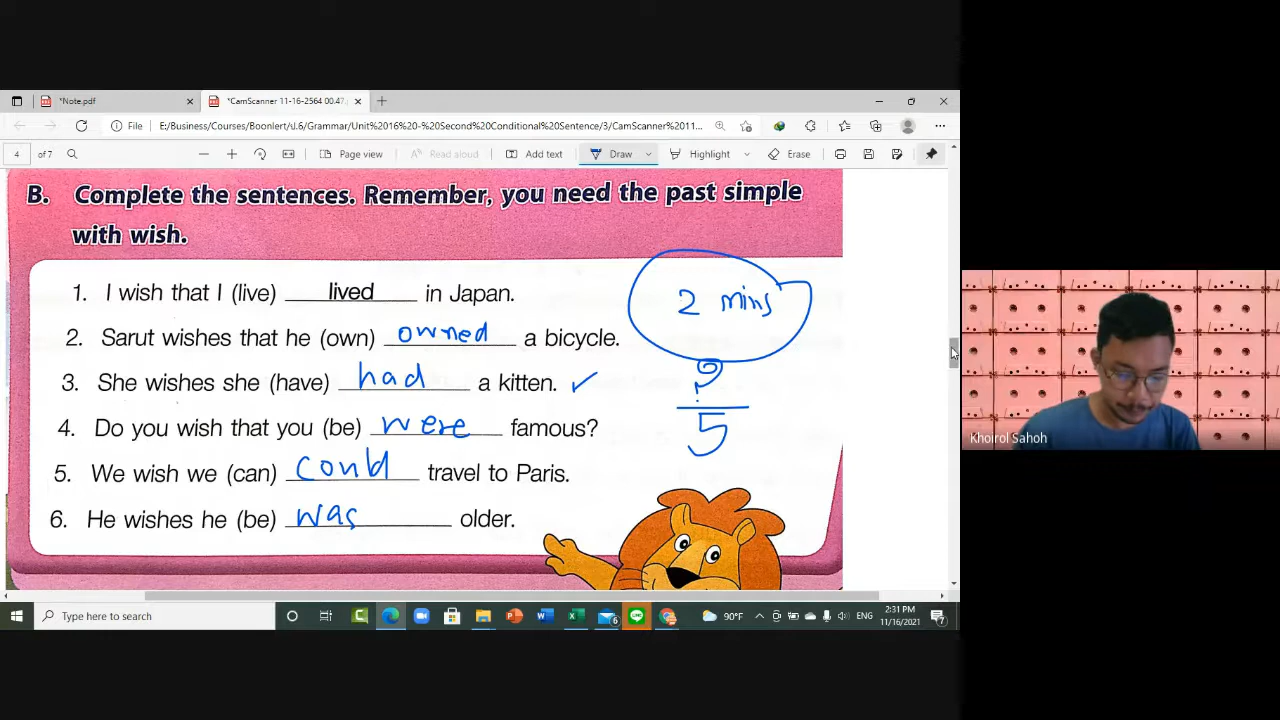 *Note.pdf
*CamScanner 11-16-2564 00.47.
File
E:/Business/Courses/Boonlert/ป.6/Grammar/Unit%2016%20-%20Second%20Conditional%20Sentence/3/CamScanner%2011...
4 of 7
Page view
Read aloud
Add text
Draw
Highlight
Erase
B. Complete the sentences. Remember, you need the past simple
with wish.
1. I wish that I (live) lived in Japan.
2. Sarut wishes that he (own) owned a bicycle.
3. She wishes she (have) had a kitten. ✓
4. Do you wish that you (be) were famous?
5. We wish we (can) could travel to Paris.
6. He wishes he (be) was older.
2 mins
?
5
Khoirol Sahoh
Type here to search
6
90°F
ENG
2:31 PM
11/16/2021
7